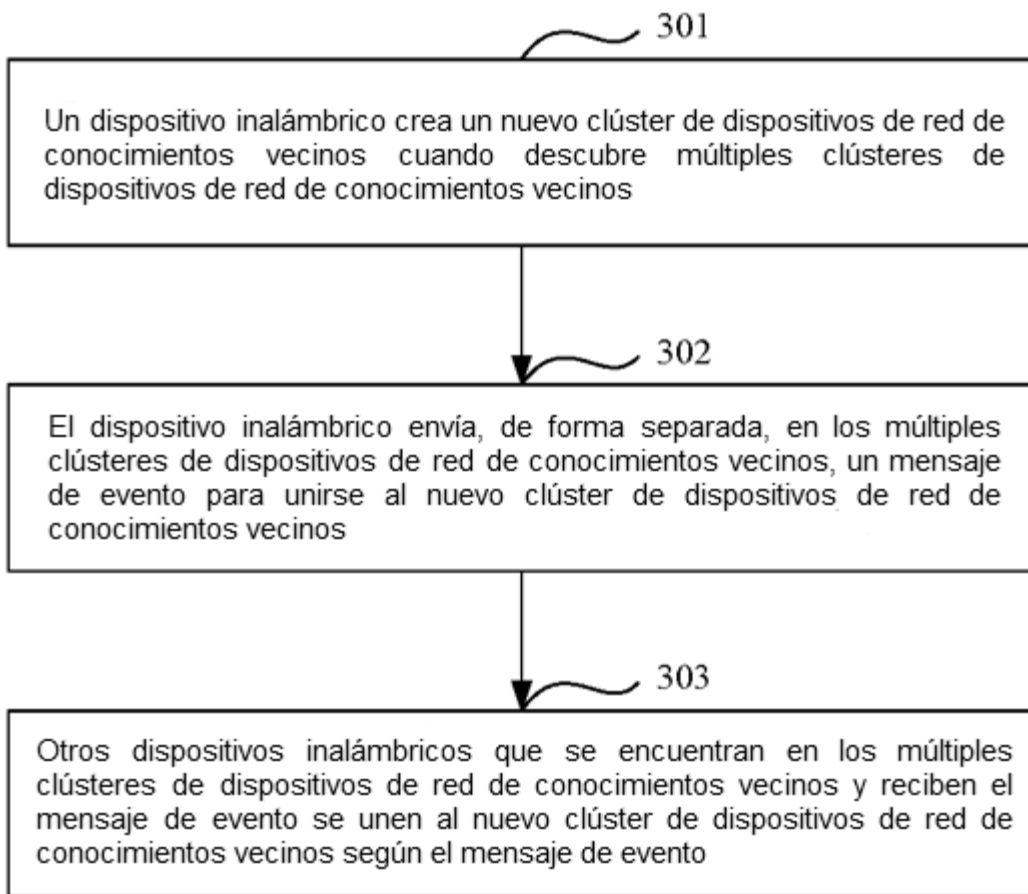 301
Un dispositivo inalámbrico crea un nuevo clúster de dispositivos de red de
conocimientos vecinos cuando descubre múltiples clústeres de
dispositivos de red de conocimientos vecinos
302
El dispositivo inalámbrico envía, de forma separada, en los múltiples
clústeres de dispositivos de red de conocimientos vecinos, un mensaje
de evento para unirse al nuevo clúster de dispositivos de red de
conocimientos vecinos
303
Otros dispositivos inalámbricos que se encuentran en los múltiples
clústeres de dispositivos de red de conocimientos vecinos y reciben el
mensaje de evento se unen al nuevo clúster de dispositivos de red de
conocimientos vecinos según el mensaje de evento